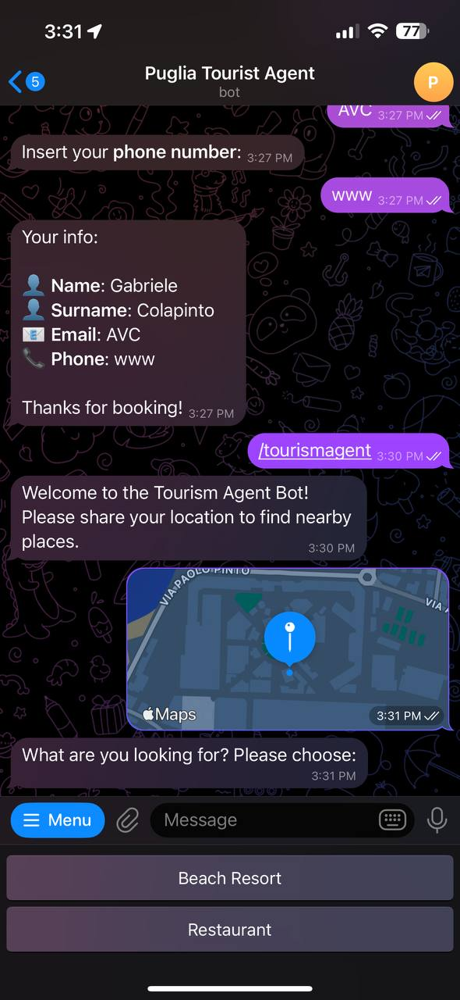 3:31
77
5
Puglia Tourist Agent
P
bot
AVC 3:27 PM
Insert your phone number: 3:27 PM
www 3:27 PM
Your info:
Name: Gabriele
Surname: Colapinto
Email: AVC
Phone: www
Thanks for booking! 3:27 PM
/tourismagent 3:30 PM
Welcome to the Tourism Agent Bot!
Please share your location to find nearby
places. 3:30 PM
VIA PAOLO PINTO
VIA
Maps
3:31 PM
What are you looking for? Please choose:
3:31 PM
Menu
Message
Beach Resort
Restaurant